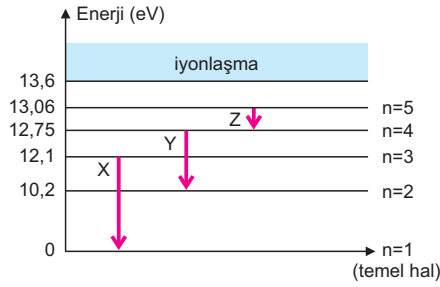 Enerji (eV)
iyonlaşma
13,6
13,06 n=5
Z
12,75 n=4
Y
12,1 n=3
X
10,2 n=2
0 n=1
(temel hal)